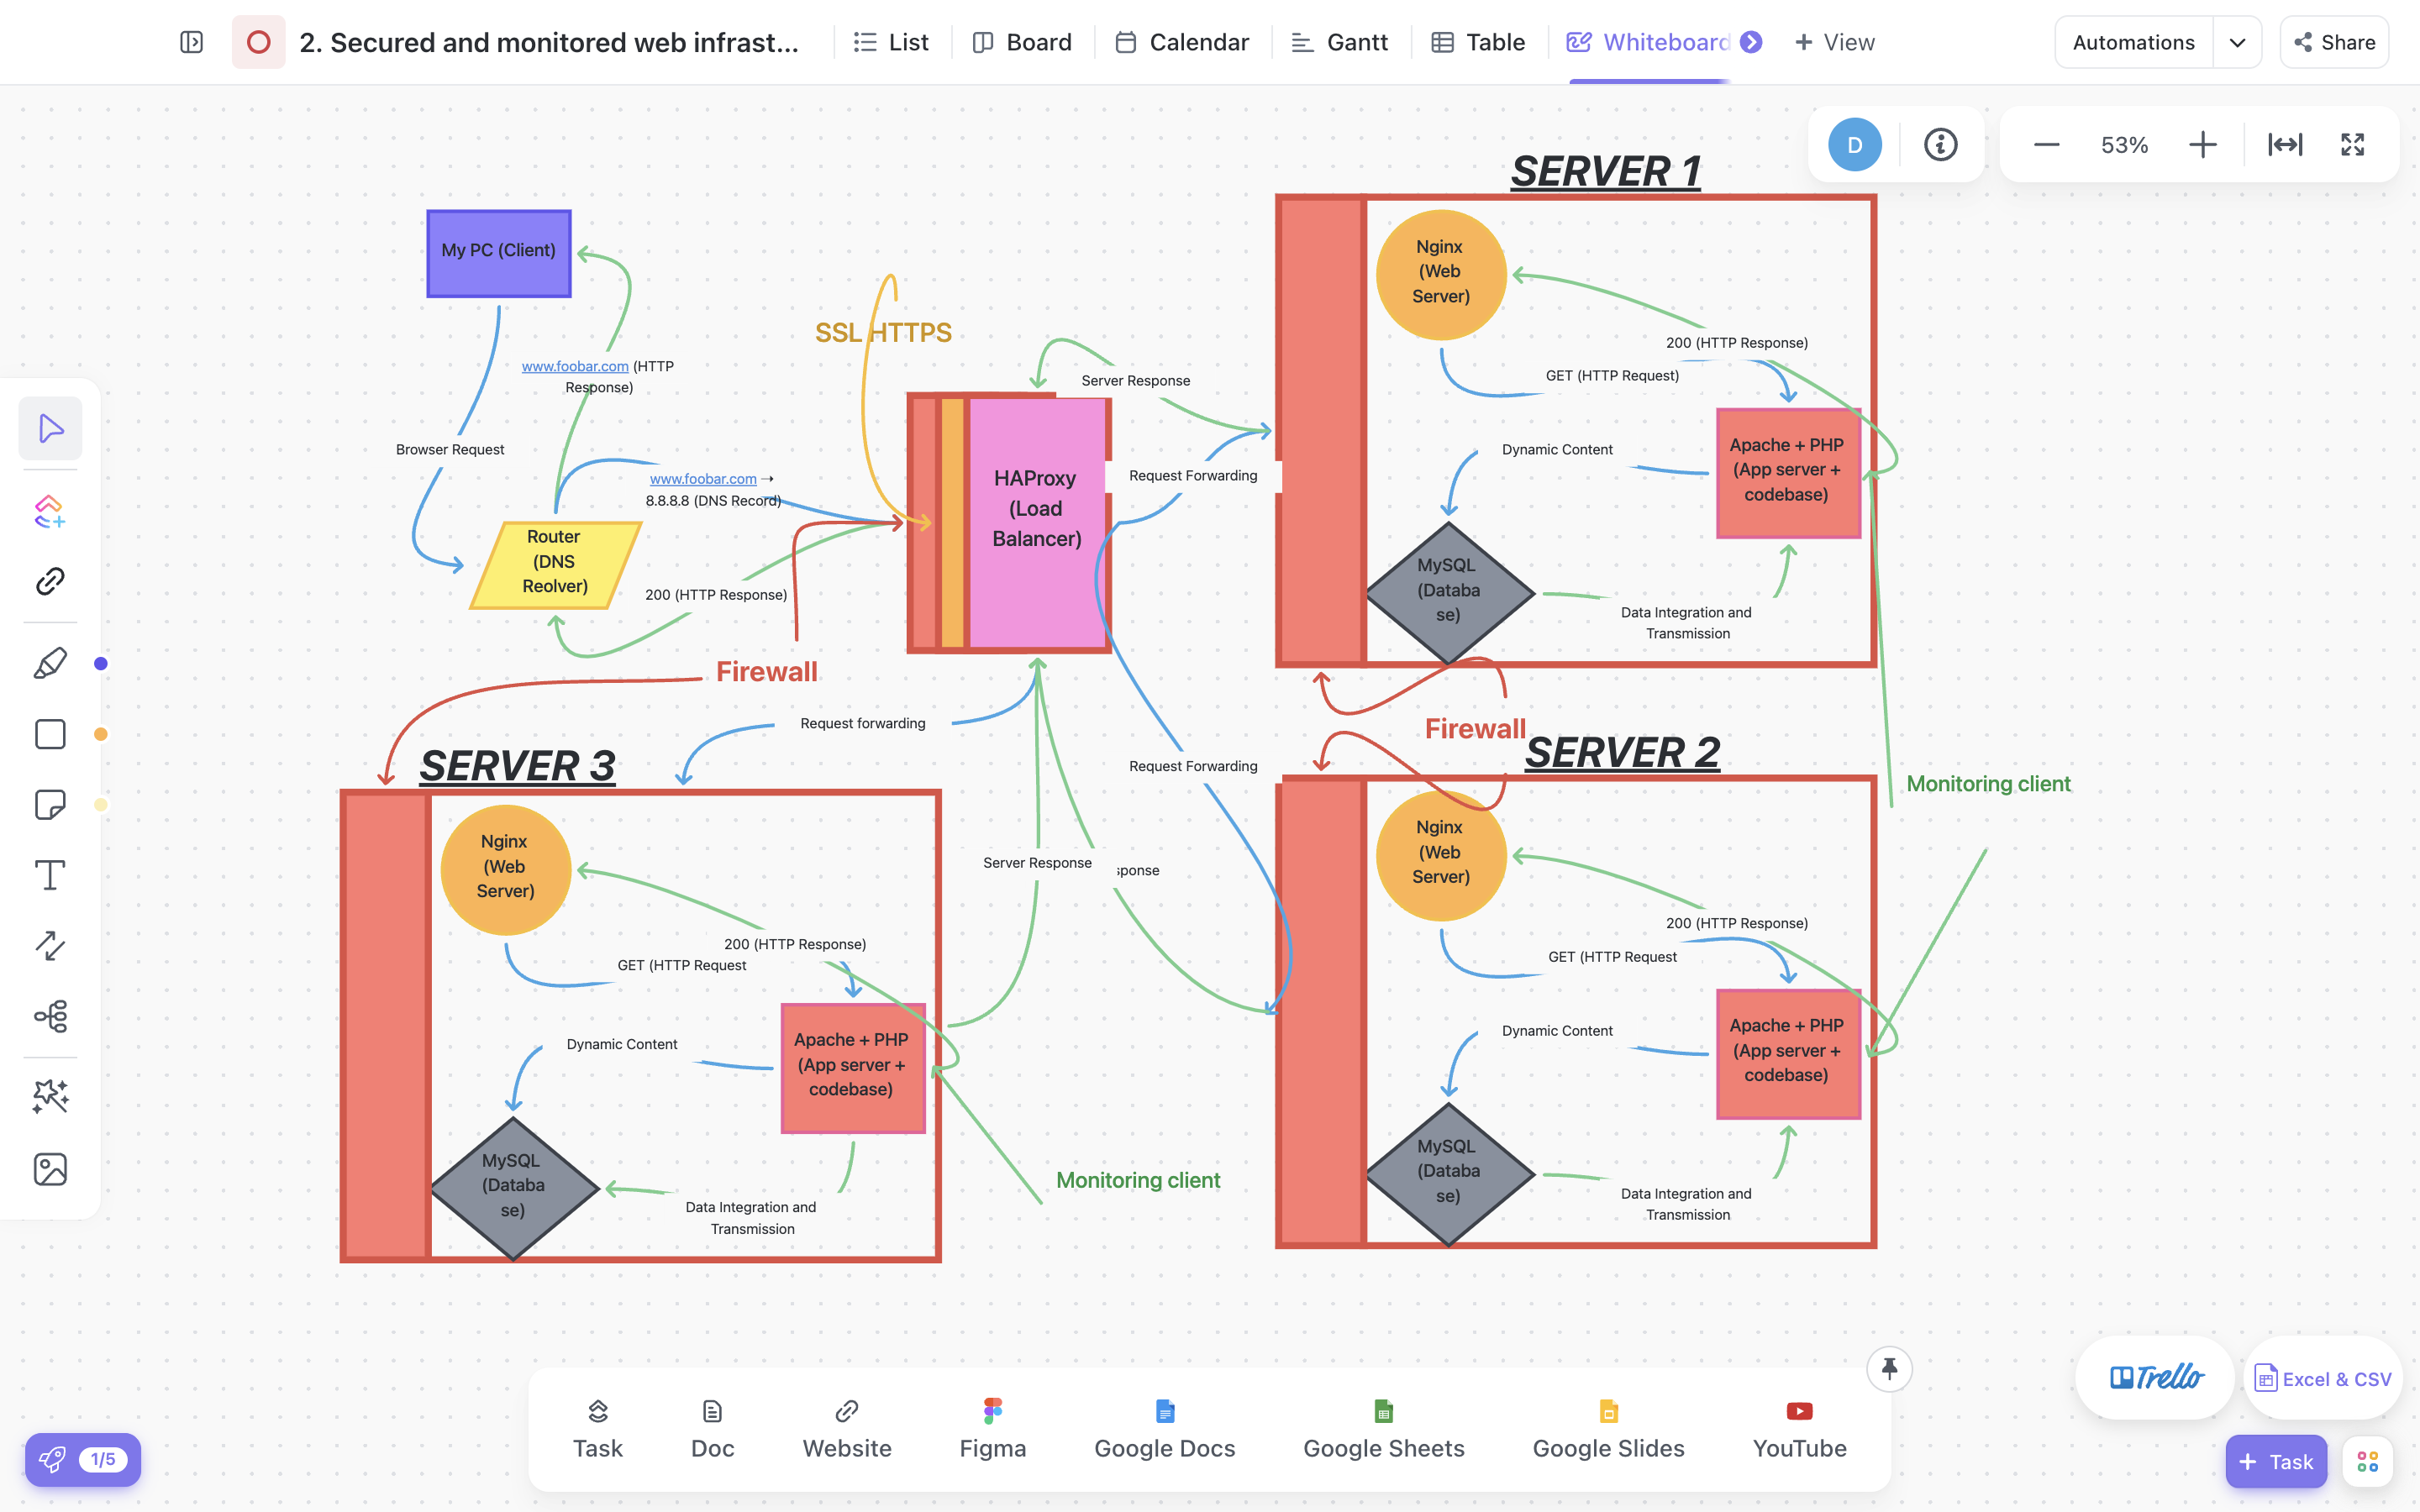 2. Secured and monitored web infrast...
List
Board
Calendar
Gantt
Table
Whiteboard
+ View
Automations
Share
D
53%
SERVER 1
My PC (Client)
www.foobar.com (HTTP
Response)
Browser Request
www.foobar.com →
8.8.8.8 (DNS Record)
Router
(DNS
Reolver)
200 (HTTP Response)
SSL HTTPS
HAProxy
(Load
Balancer)
Server Response
Request Forwarding
Nginx
(Web
Server)
200 (HTTP Response)
GET (HTTP Request)
Apache + PHP
(App server +
codebase)
Dynamic Content
MySQL
(Databa
se)
Data Integration and
Transmission
Firewall
Request forwarding
Firewall
Request Forwarding
Server Response
sponse
Monitoring client
SERVER 3
Nginx
(Web
Server)
200 (HTTP Response)
GET (HTTP Request
Apache + PHP
(App server +
codebase)
Dynamic Content
MySQL
(Databa
se)
Data Integration and
Transmission
Monitoring client
SERVER 2
Nginx
(Web
Server)
200 (HTTP Response)
GET (HTTP Request
Apache + PHP
(App server +
codebase)
Dynamic Content
MySQL
(Databa
se)
Data Integration and
Transmission
Task
Doc
Website
Figma
Google Docs
Google Sheets
Google Slides
YouTube
Trello
Excel & CSV
1/5
+ Task